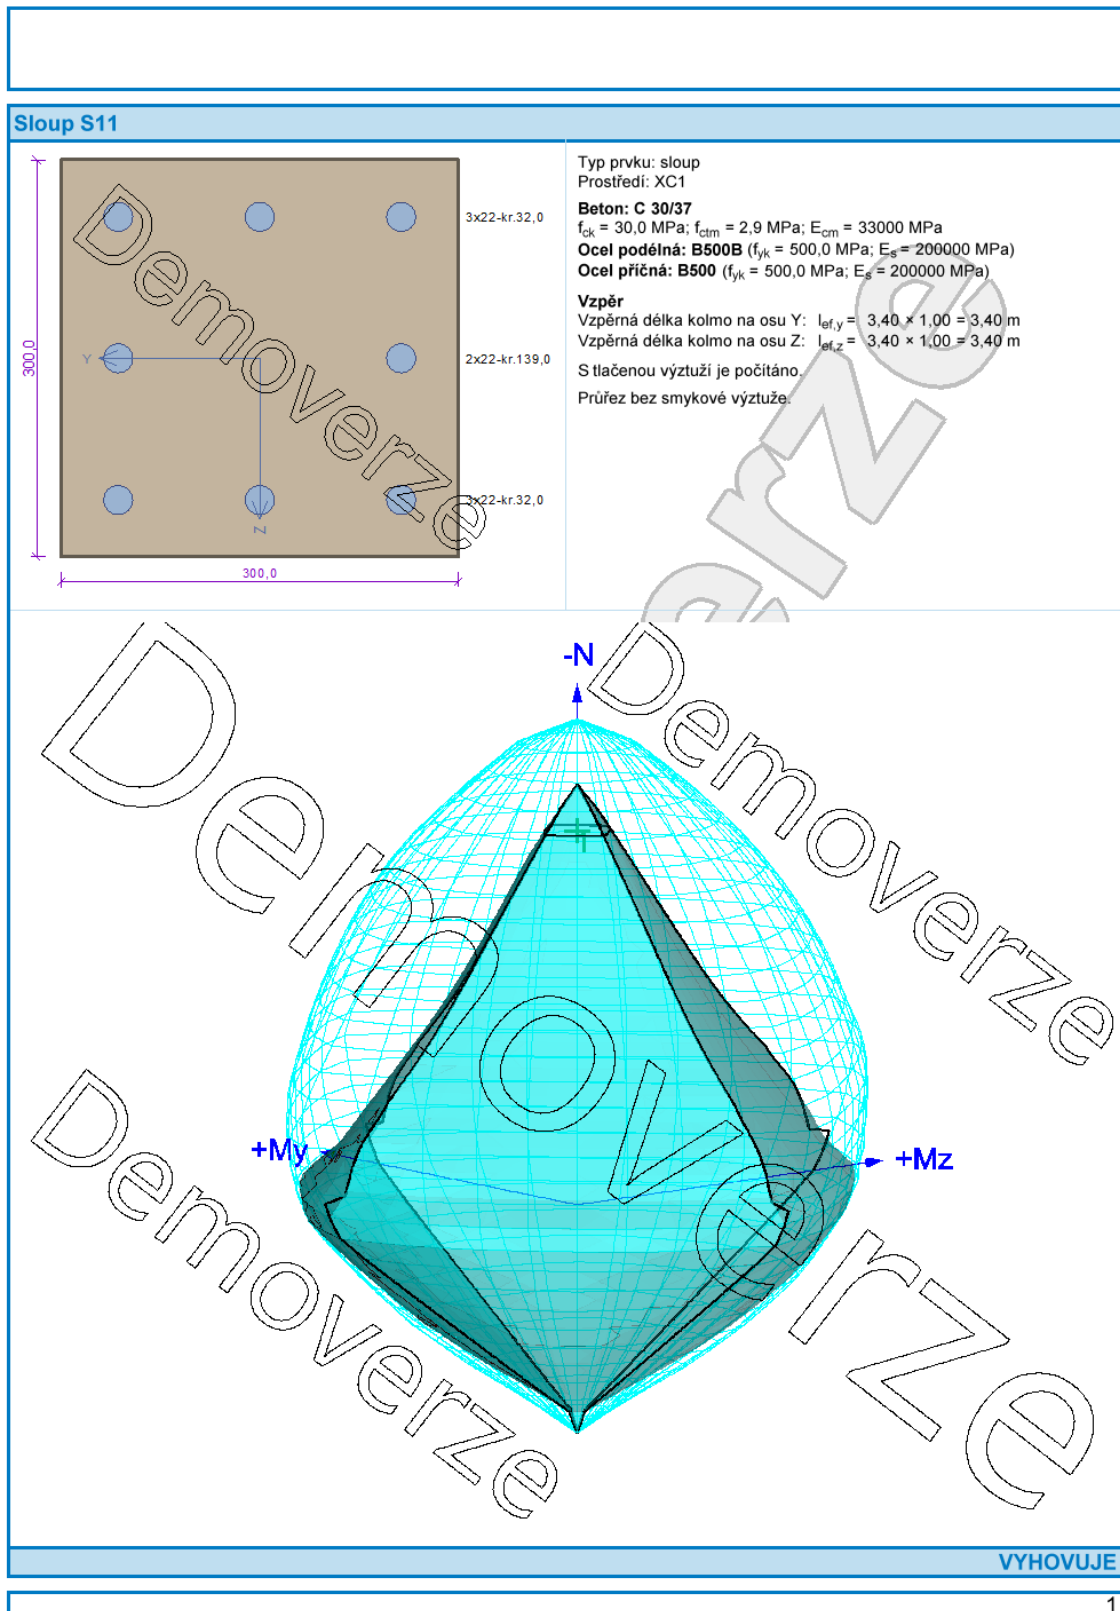 Sloup S11
300,0
300,0
3x22-kr.32,0
2x22-kr.139,0
3x22-kr.32,0
Y
Z
Demoverze
Typ prvku: sloup
Prostředí: XC1
Beton: C 30/37
fck = 30,0 MPa; fctm = 2,9 MPa; Ecm = 33000 MPa
Ocel podélná: B500B (fyk = 500,0 MPa; Es = 200000 MPa)
Ocel příčná: B500 (fyk = 500,0 MPa; Es = 200000 MPa)
Vzpěr
Vzpěrná délka kolmo na osu Y: lef,y = 3,40 × 1,00 = 3,40 m
Vzpěrná délka kolmo na osu Z: lef,z = 3,40 × 1,00 = 3,40 m
S tlačenou výztuží je počítáno.
Průřez bez smykové výztuže.
erze
-N
+My
+Mz
Demoverze
Demoverze
Demoverze
VYHOVUJE
1